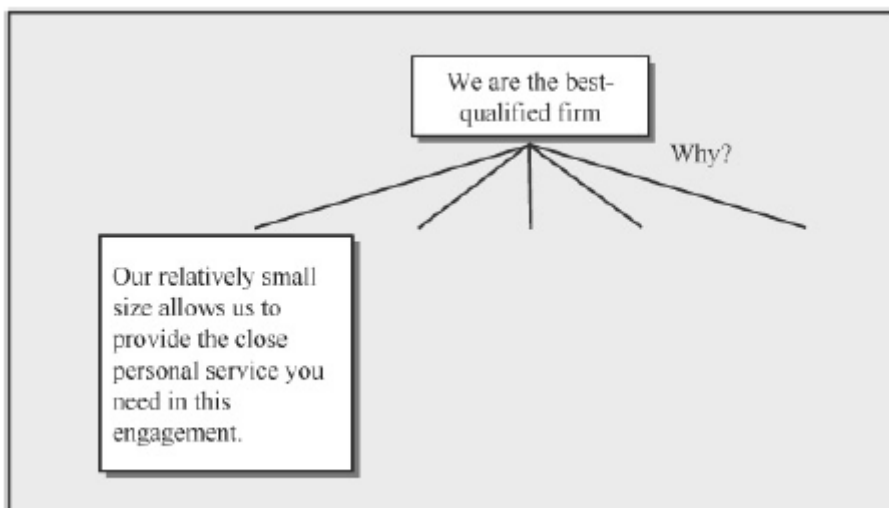 We are the best-
qualified firm
Why?
Our relatively small
size allows us to
provide the close
personal service you
need in this
engagement.